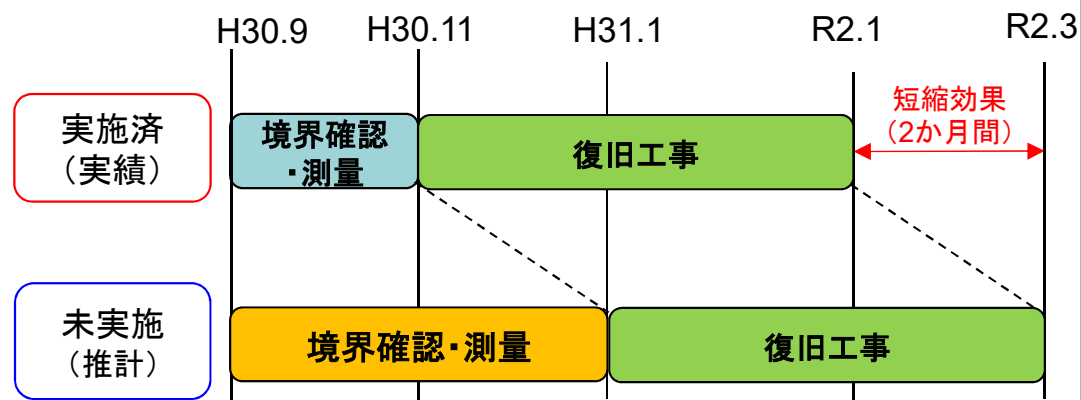 H30.9
H30.11
H31.1
R2.1
R2.3
実施済
(実績)
境界確認
・測量
復旧工事
短縮効果
(2か月間)
未実施
(推計)
境界確認・測量
復旧工事